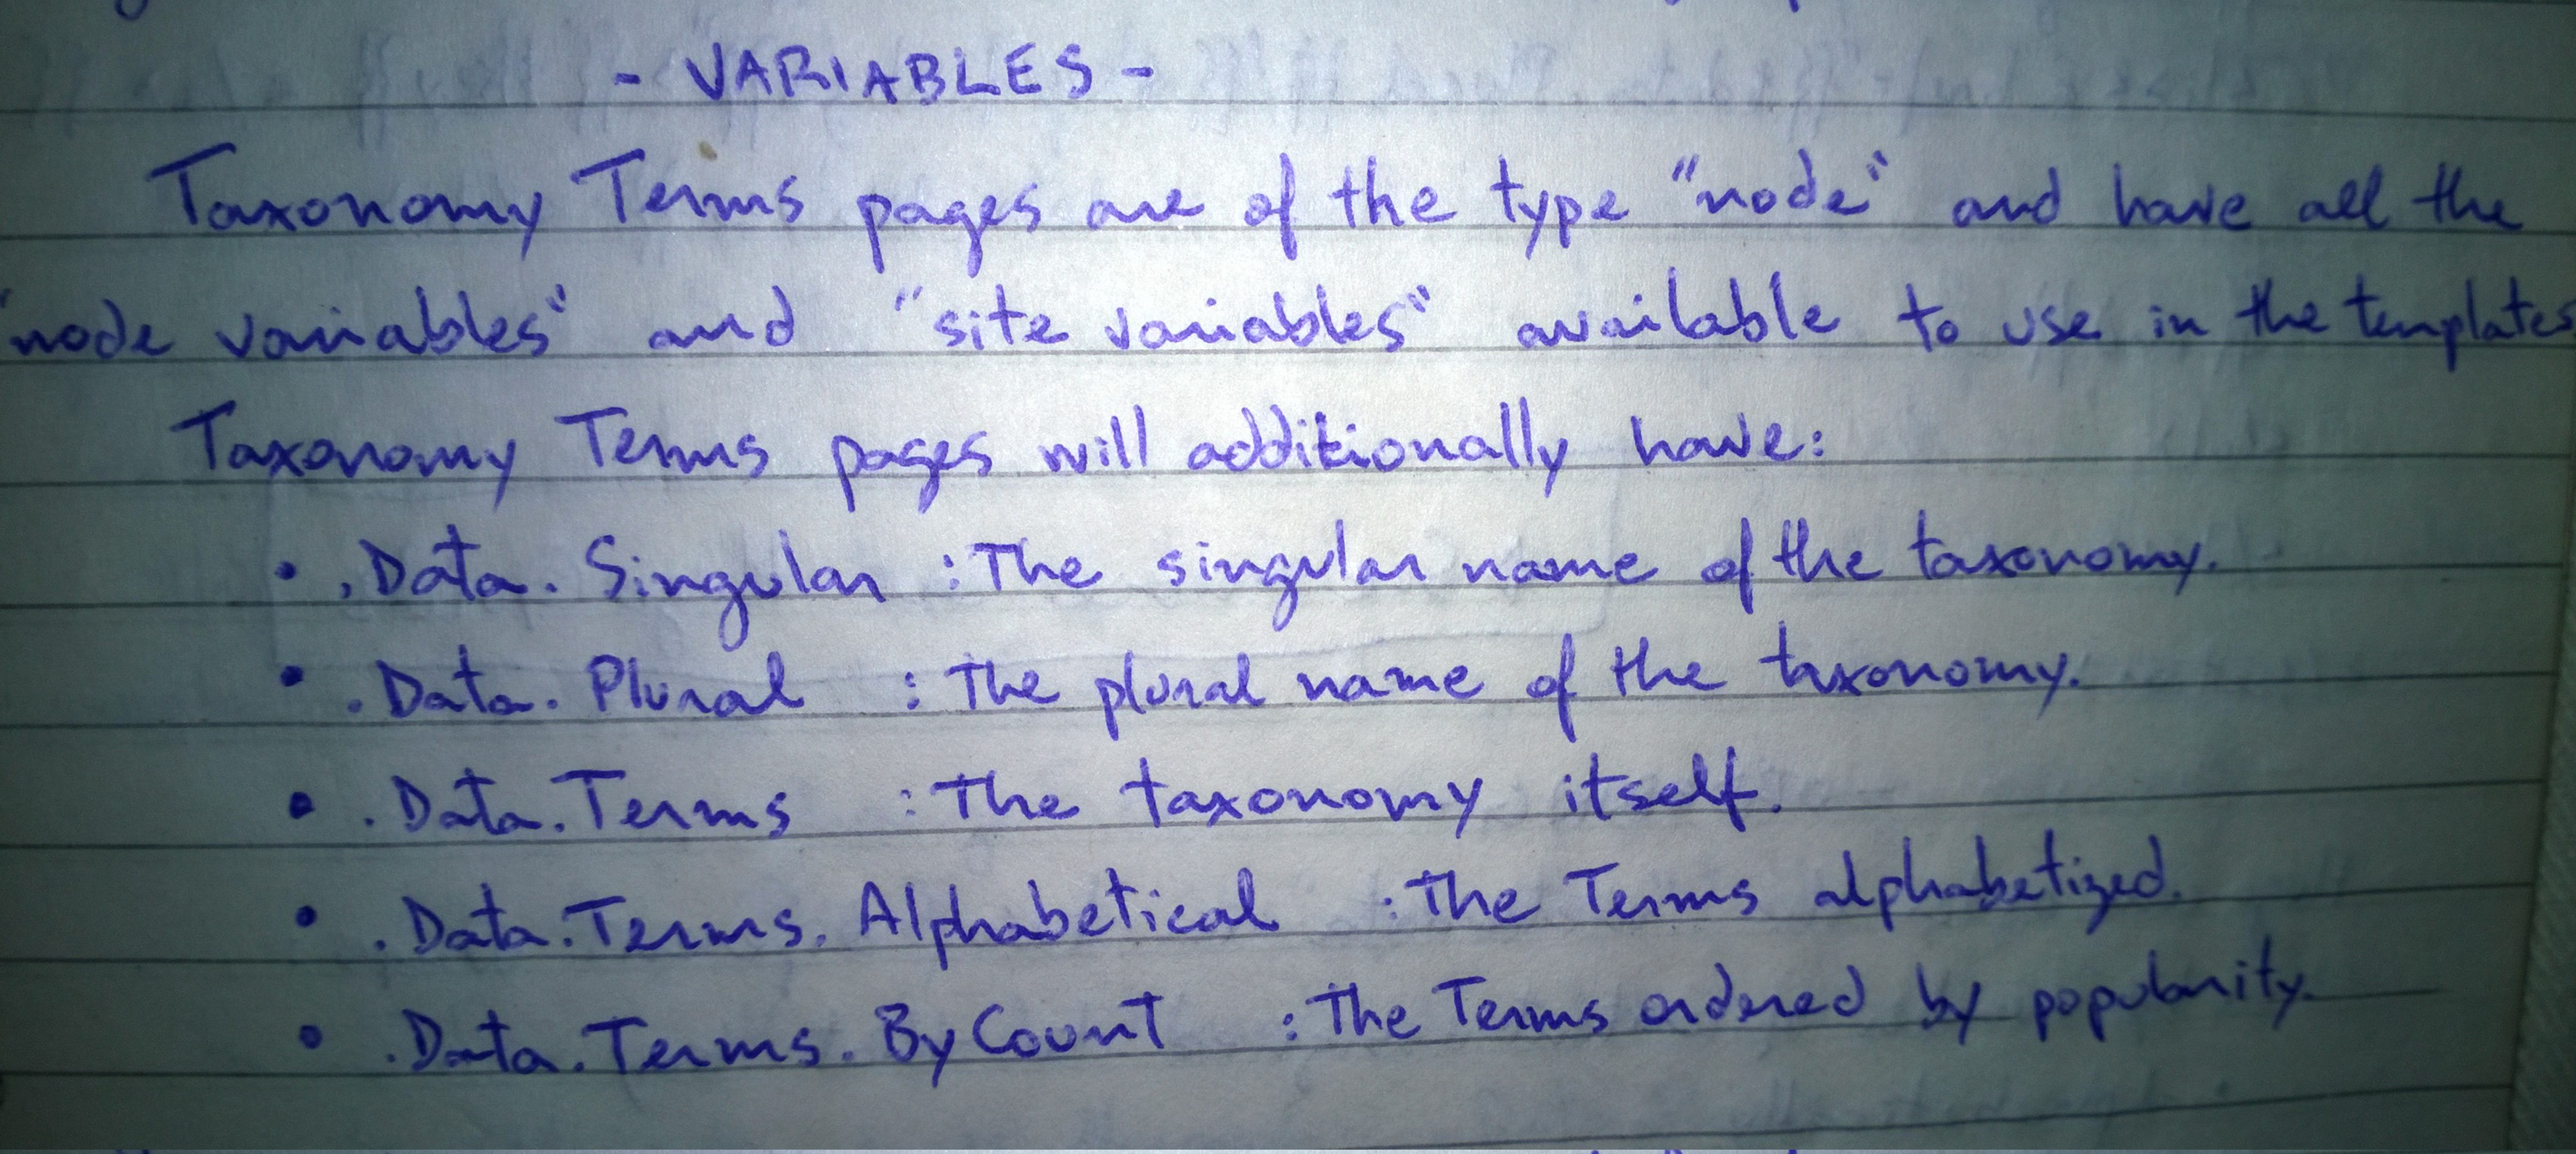 - VARIABLES -
Taxonomy Terms pages are of the type "node" and have all the
"node variables" and "site variables" available to use in the templates
Taxonomy Terms pages will additionally have:
• .Data.Singular : The singular name of the taxonomy.
• .Data.Plural : The plural name of the taxonomy.
• .Data.Terms : The taxonomy itself.
• .Data.Terms.Alphabetical : The Terms alphabetized.
• .Data.Terms.ByCount : The Terms ordered by popularity.